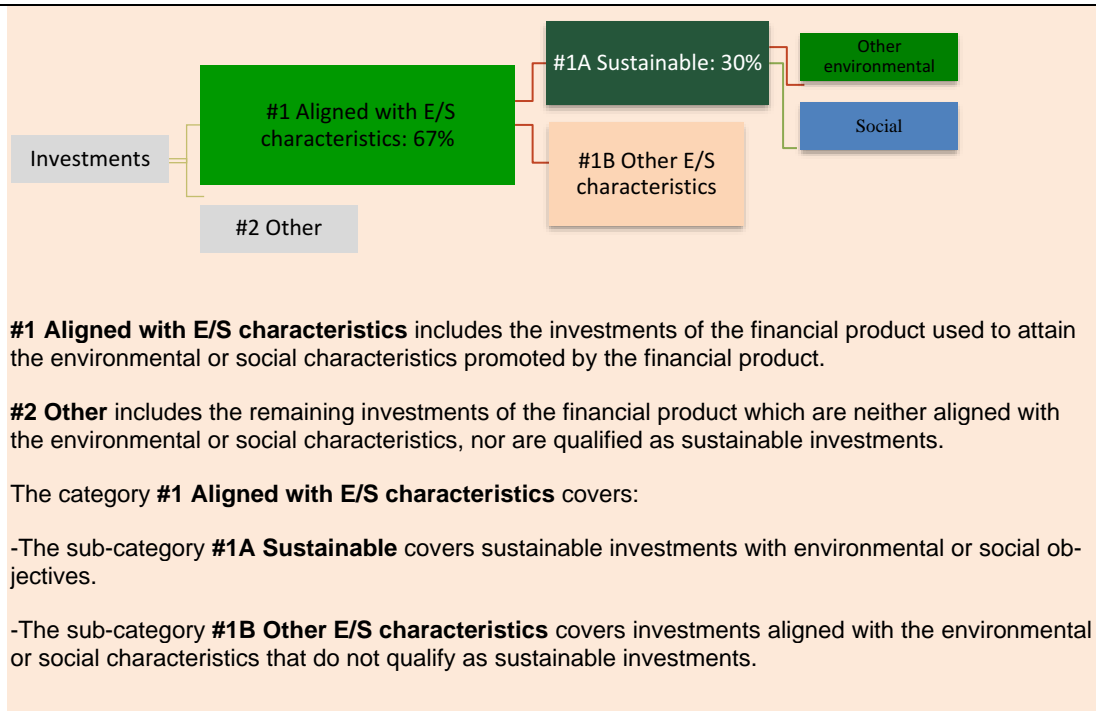 Investments
#1 Aligned with E/S
characteristics: 67%
#2 Other
#1A Sustainable: 30%
#1B Other E/S
characteristics
Other
environmental
Social
#1 Aligned with E/S characteristics includes the investments of the financial product used to attain
the environmental or social characteristics promoted by the financial product.
#2 Other includes the remaining investments of the financial product which are neither aligned with
the environmental or social characteristics, nor are qualified as sustainable investments.
The category #1 Aligned with E/S characteristics covers:
-The sub-category #1A Sustainable covers sustainable investments with environmental or social ob-
jectives.
-The sub-category #1B Other E/S characteristics covers investments aligned with the environmental
or social characteristics that do not qualify as sustainable investments.